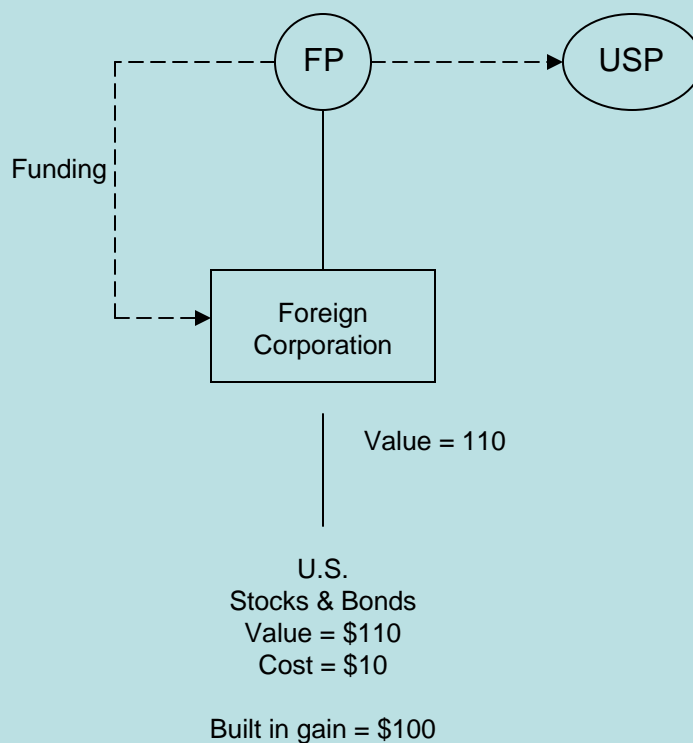 FP
USP
Funding
Foreign
Corporation
Value = 110
U.S.
Stocks & Bonds
Value = $110
Cost = $10
Built in gain = $100